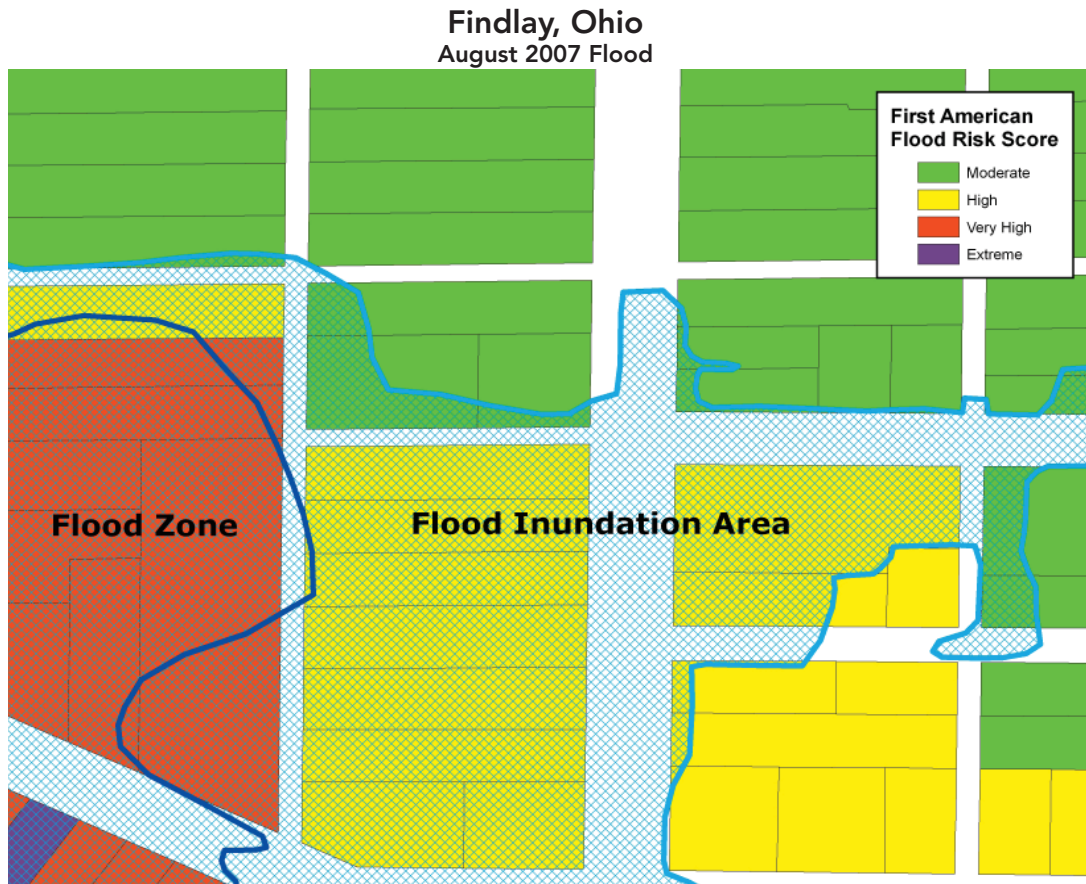 Findlay, Ohio
August 2007 Flood
First American
Flood Risk Score
Moderate
High
Very High
Extreme
Flood Zone
Flood Inundation Area